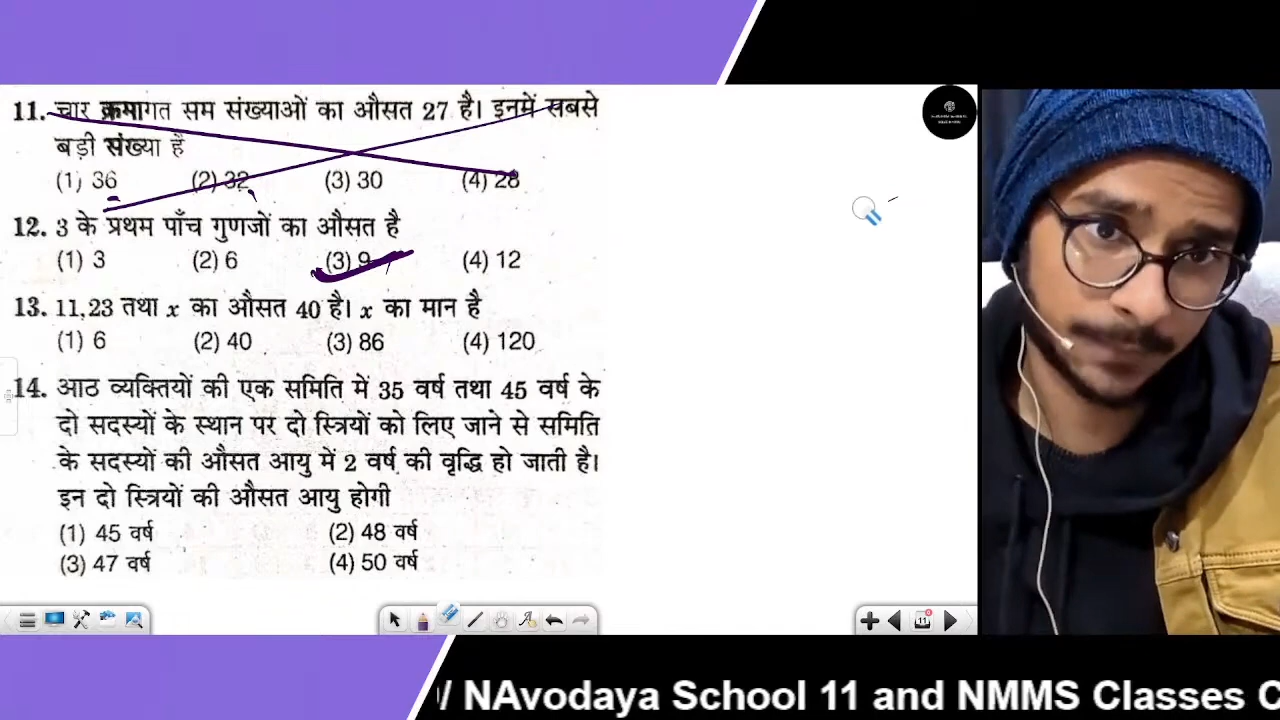 11. चार क्रमागत सम संख्याओं का औसत 27 है। इनमें सबसे
बड़ी संख्या है
(1) 36 (2) 32 (3) 30 (4) 28
12. 3 के प्रथम पाँच गुणजों का औसत है
(1) 3 (2) 6 (3) 9 (4) 12
13. 11, 23 तथा x का औसत 40 है। x का मान है
(1) 6 (2) 40 (3) 86 (4) 120
14. आठ व्यक्तियों की एक समिति में 35 वर्ष तथा 45 वर्ष के
दो सदस्यों के स्थान पर दो स्त्रियों को लिए जाने से समिति
के सदस्यों की औसत आयु में 2 वर्ष की वृद्धि हो जाती है।
इन दो स्त्रियों की औसत आयु होगी
(1) 45 वर्ष (2) 48 वर्ष
(3) 47 वर्ष (4) 50 वर्ष
11
/ NAvodaya School 11 and NMMS Classes C